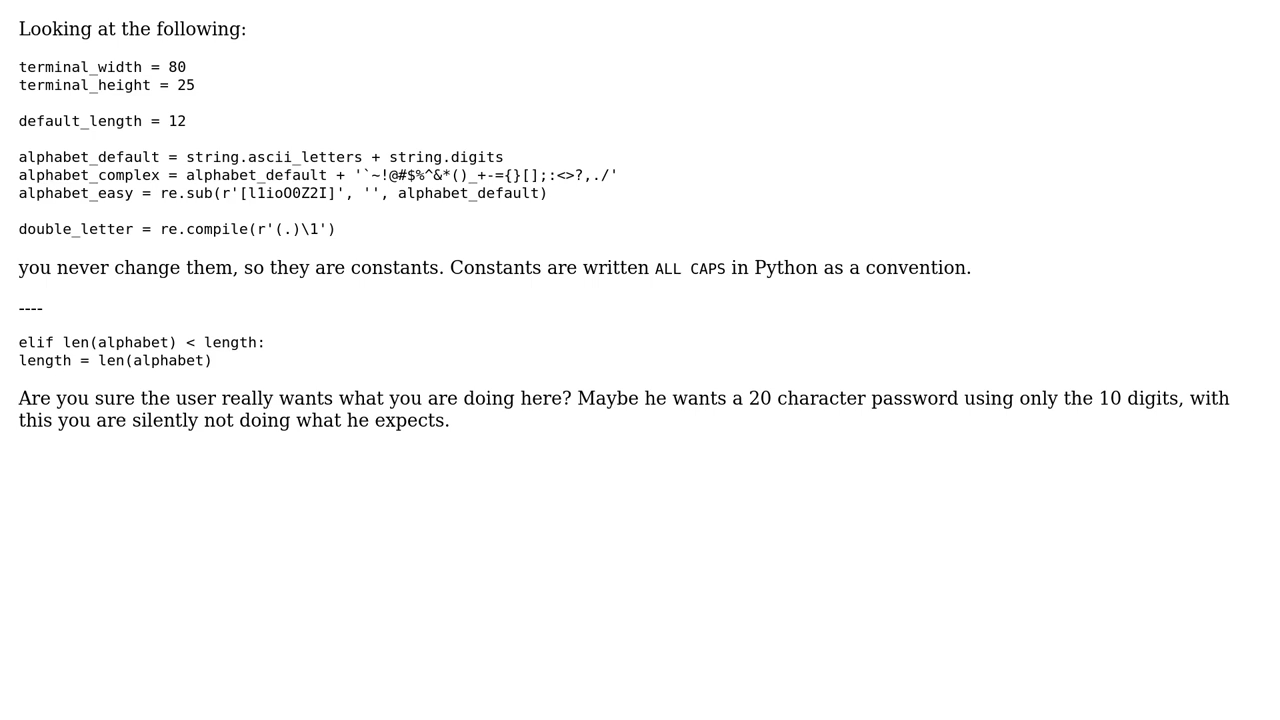 Looking at the following:
terminal_width = 80
terminal_height = 25
default_length = 12
alphabet_default = string.ascii_letters + string.digits
alphabet_complex = alphabet_default + '`~!@#$%^&*()_+-={}[];:<>?,./'
alphabet_easy = re.sub(r'[l1ioO0Z2I]', '', alphabet_default)
double_letter = re.compile(r'(.)\1')
you never change them, so they are constants. Constants are written ALL CAPS in Python as a convention.
----
elif len(alphabet) < length:
length = len(alphabet)
Are you sure the user really wants what you are doing here? Maybe he wants a 20 character password using only the 10 digits, with
this you are silently not doing what he expects.